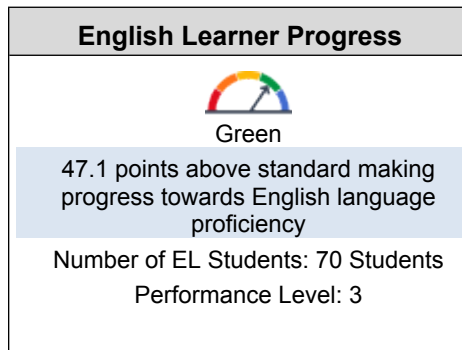 English Learner Progress
Green
47.1 points above standard making
progress towards English language
proficiency
Number of EL Students: 70 Students
Performance Level: 3